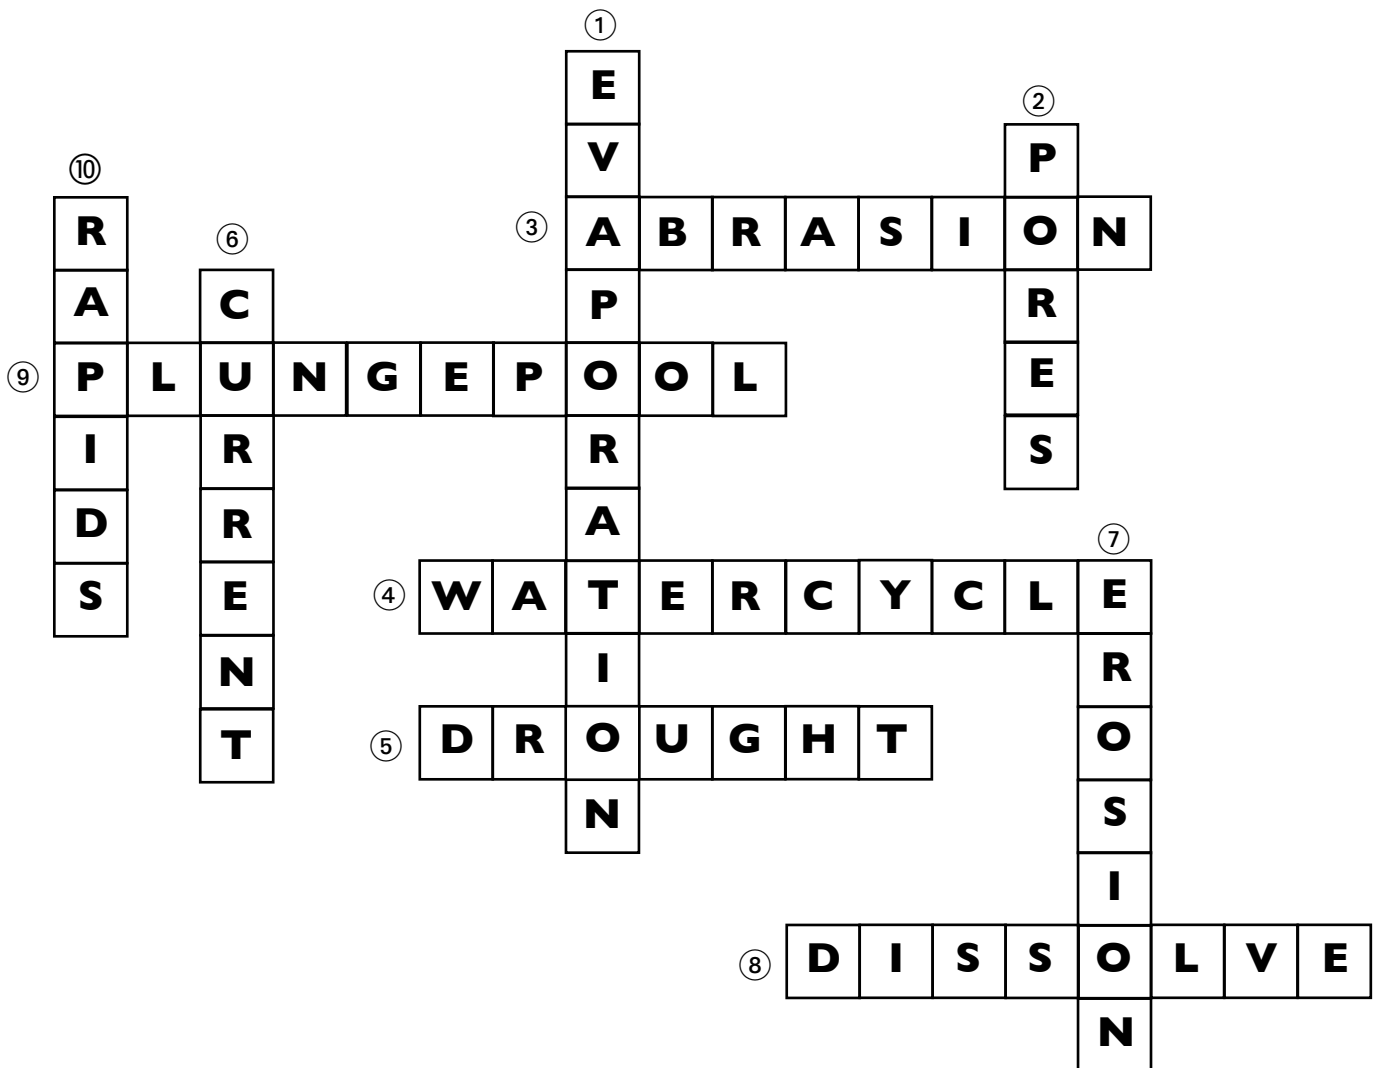 ①
E
②
V P
⑩
R ⑥ ③ A B R A S I O N
A C P R
⑨ P L U N G E P O O L E
I R R S
D R A
⑦
S E ④ W A T E R C Y C L E
N I R
T ⑤ D R O U G H T O
N S
I
⑧ D I S S O L V E
N